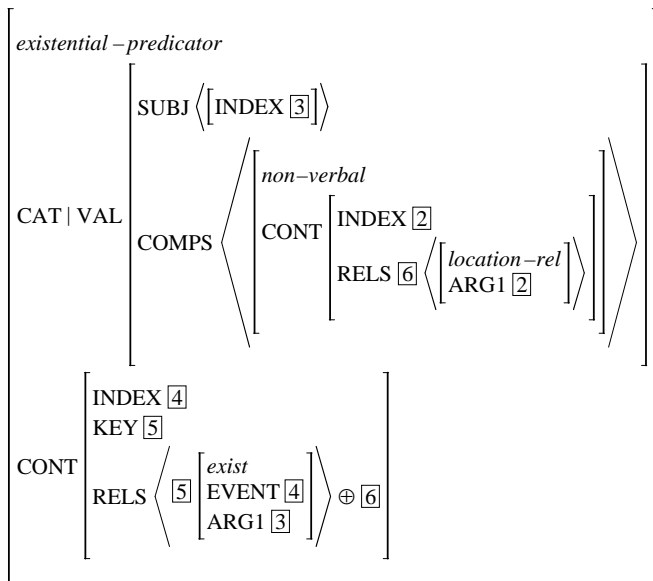 existential–predicator
SUBJ ⟨[INDEX 3]⟩
non–verbal
CAT | VAL
COMPS
CONT
INDEX 2
RELS 6 ⟨[location–rel
ARG1 2]⟩
INDEX 4
KEY 5
CONT
RELS ⟨5 [exist
EVENT 4
ARG1 3]⟩ ⊕ 6